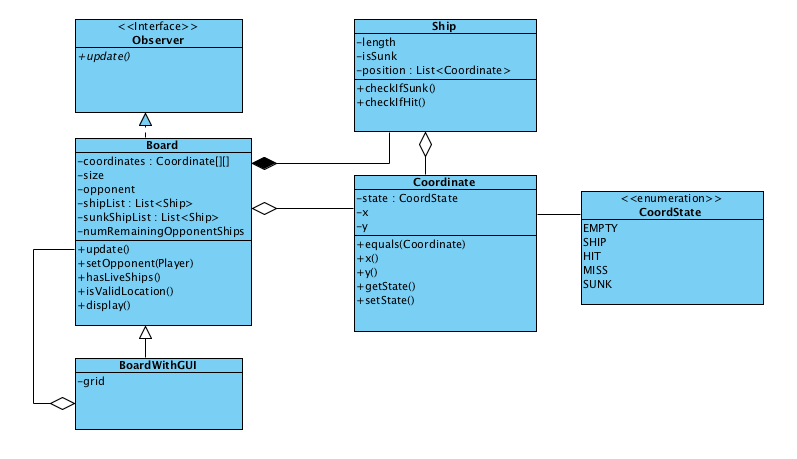 <<Interface>>
Observer
+update()
Ship
-length
-isSunk
-position : List<Coordinate>
+checkIfSunk()
+checkIfHit()
Board
-coordinates : Coordinate[][]
-size
-opponent
-shipList : List<Ship>
-sunkShipList : List<Ship>
-numRemainingOpponentShips
+update()
+setOpponent(Player)
+hasLiveShips()
+isValidLocation()
+display()
Coordinate
-state : CoordState
-x
-y
+equals(Coordinate)
+x()
+y()
+getState()
+setState()
<<enumeration>>
CoordState
EMPTY
SHIP
HIT
MISS
SUNK
BoardWithGUI
-grid